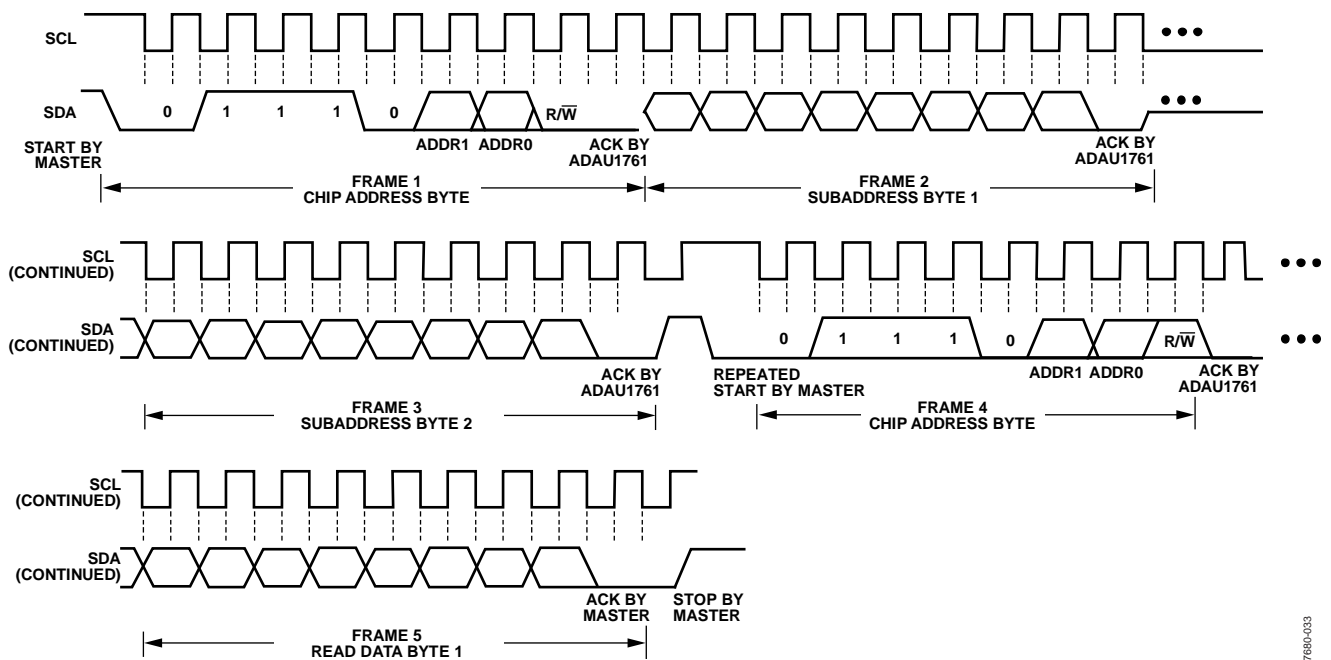 SCL
SDA
0 1 1 1 0
R/W
START BY
MASTER
ADDR1 ADDR0
ACK BY
ADAU1761
ACK BY
ADAU1761
FRAME 1
CHIP ADDRESS BYTE
FRAME 2
SUBADDRESS BYTE 1
SCL
(CONTINUED)
SDA
(CONTINUED)
0 1 1 1 0
R/W
ACK BY
ADAU1761
REPEATED
START BY MASTER
ADDR1 ADDR0
ACK BY
ADAU1761
FRAME 3
SUBADDRESS BYTE 2
FRAME 4
CHIP ADDRESS BYTE
SCL
(CONTINUED)
SDA
(CONTINUED)
ACK BY
MASTER
STOP BY
MASTER
FRAME 5
READ DATA BYTE 1
7680-033